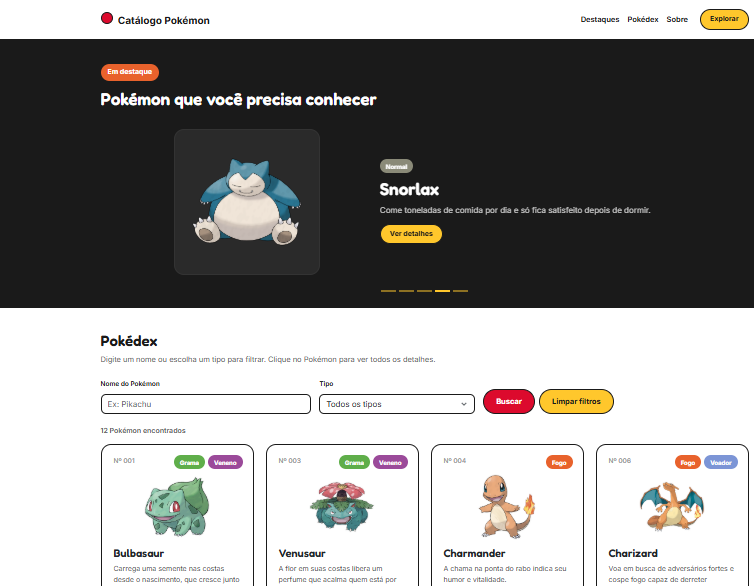 Catálogo Pokémon
Destaques Pokédex Sobre Explorar
Em destaque
Pokémon que você precisa conhecer
Normal
Snorlax
Come toneladas de comida por dia e só fica satisfeito depois de dormir.
Ver detalhes
Pokédex
Digite um nome ou escolha um tipo para filtrar. Clique no Pokémon para ver todos os detalhes.
Nome do Pokémon
Ex: Pikachu
Tipo
Todos os tipos
Buscar
Limpar filtros
12 Pokémon encontrados
Nº 001 Grama Veneno
Bulbasaur
Carrega uma semente nas costas
desde o nascimento, que cresce junto
Nº 003 Grama Veneno
Venusaur
A flor em suas costas libera um
perfume que acalma quem está por
Nº 004 Fogo
Charmander
A chama na ponta do rabo indica seu
humor e vitalidade.
Nº 006 Fogo Voador
Charizard
Voa em busca de adversários fortes e
cospe fogo capaz de derreter